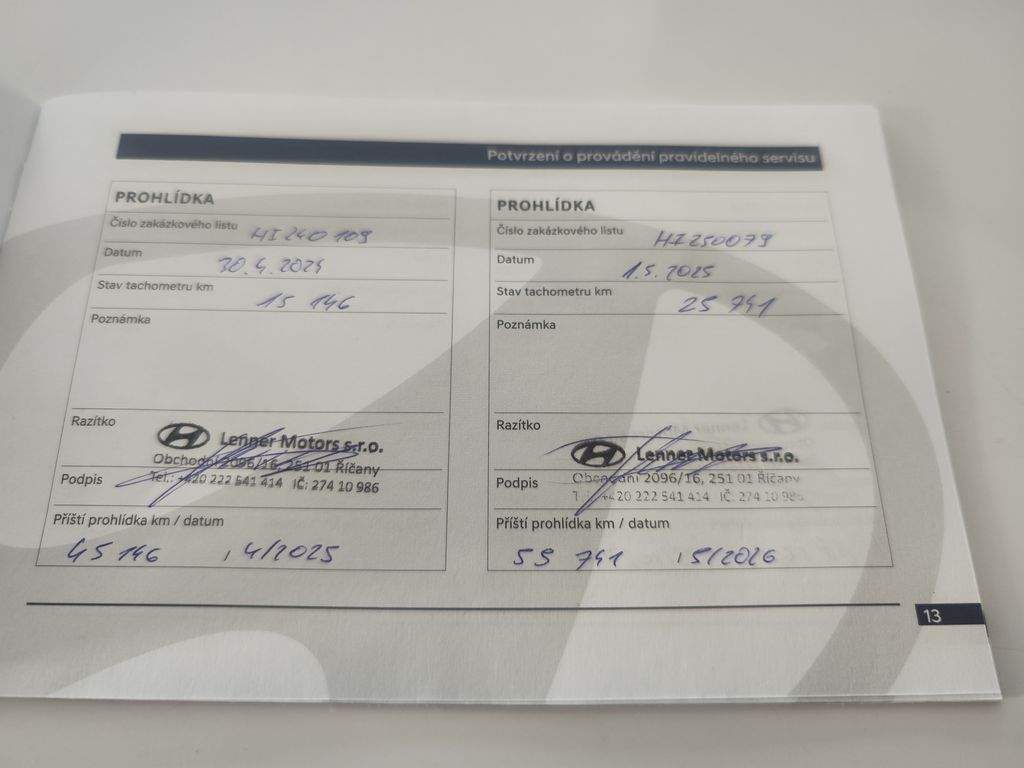 Potvrzení o provádění pravidelného servisu
PROHLÍDKA
Číslo zakázkového listu HI240109
Datum 30.4.2024
Stav tachometru km 15 146
Poznámka
Razítko
Lenner Motors s.r.o.
Obchodní 2096/16, 251 01 Říčany
Podpis
Tel.: +420 222 541 414 IČ: 274 10 986
Příští prohlídka km / datum
45 146 , 4/2025
PROHLÍDKA
Číslo zakázkového listu HI250079
Datum 1.5.2025
Stav tachometru km 25 741
Poznámka
Razítko
Lenner Motors s.r.o.
Obchodní 2096/16, 251 01 Říčany
Podpis
+420 222 541 414 IČ: 274 10 986
Příští prohlídka km / datum
55 741 , 5/2026
13